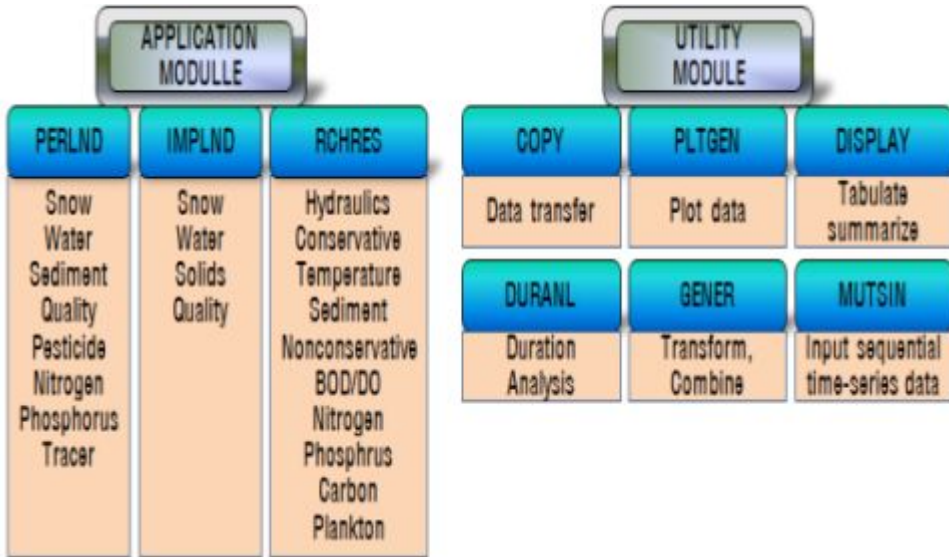 APPLICATION
MODULLE
PERLND
Snow
Water
Sediment
Quality
Pesticide
Nitrogen
Phosphorus
Tracer
IMPLND
Snow
Water
Solids
Quality
RCHRES
Hydraulics
Conservative
Temperature
Sediment
Nonconservative
BOD/DO
Nitrogen
Phosphrus
Carbon
Plankton
UTILITY
MODULE
COPY
Data transfer
PLTGEN
Plot data
DISPLAY
Tabulate
summarize
DURANL
Duration
Analysis
GENER
Transform,
Combine
MUTSIN
Input sequential
time-series data